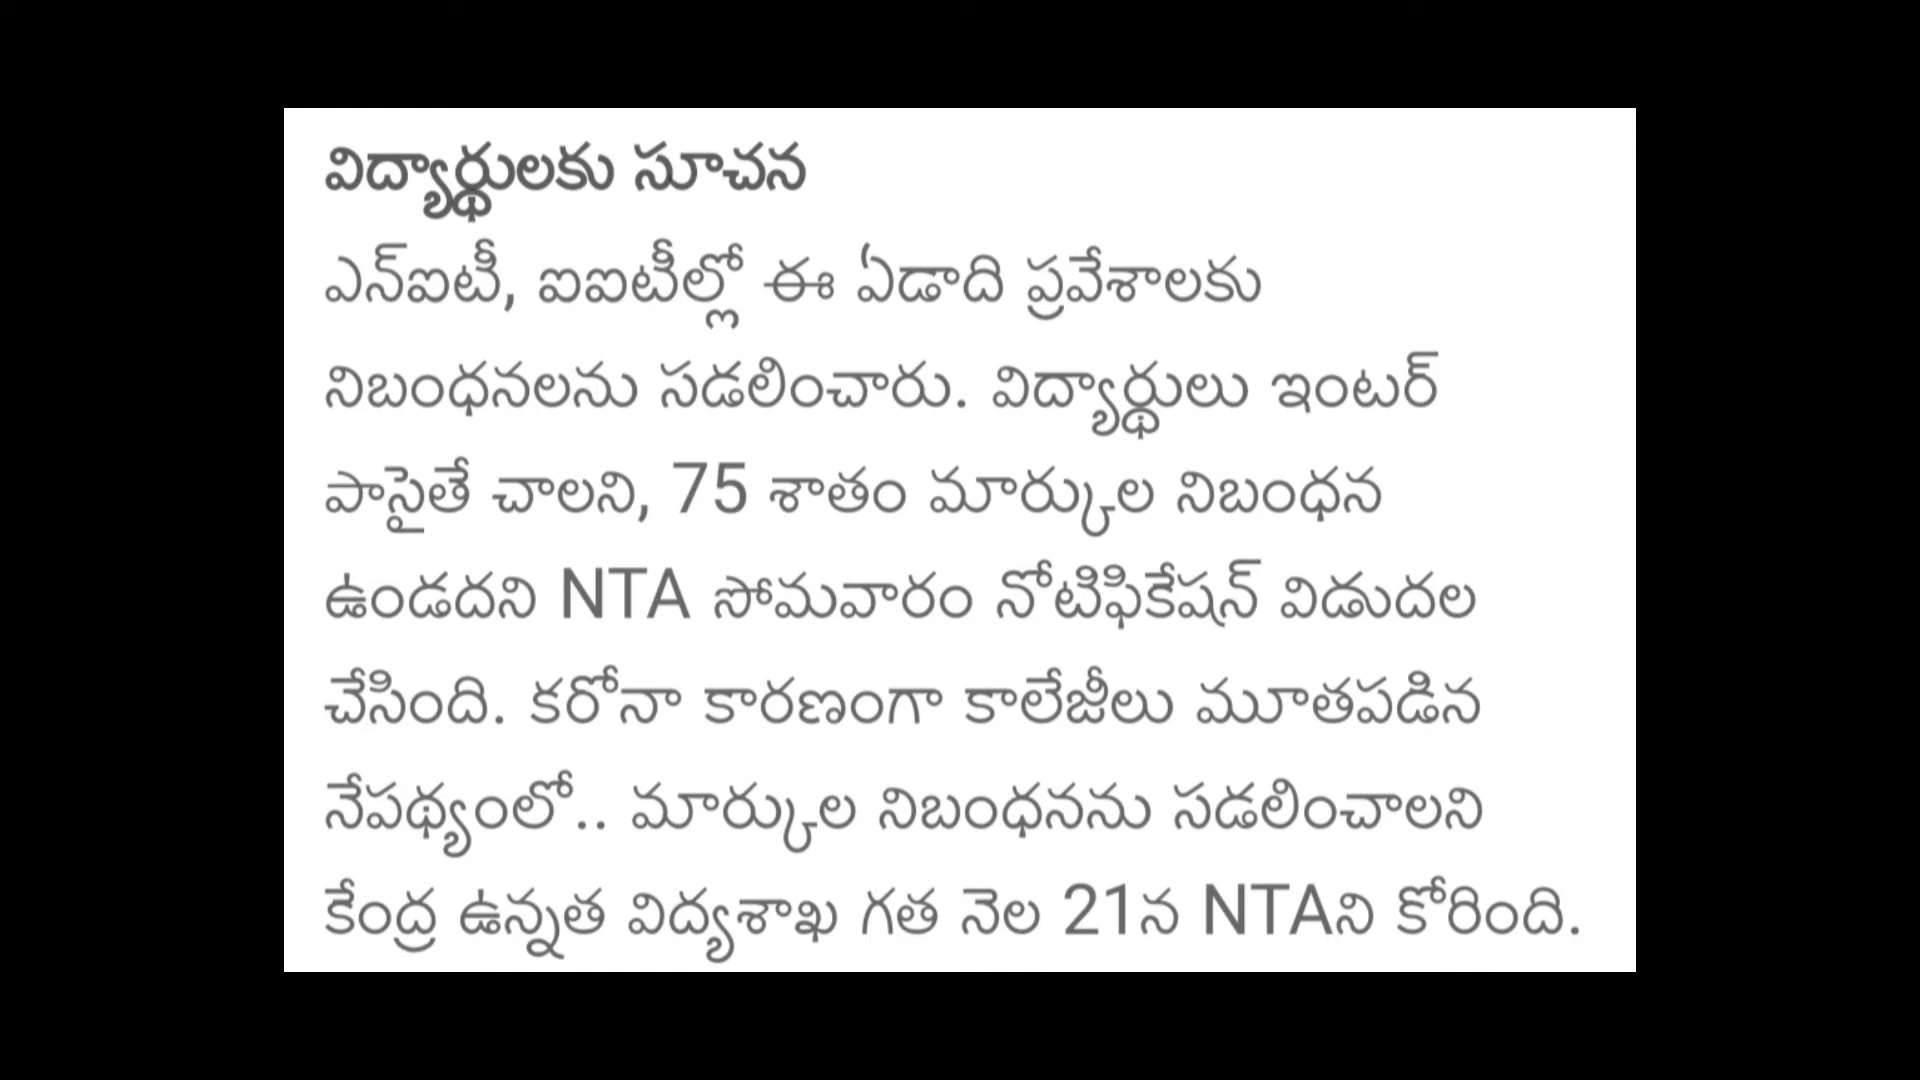 విద్యార్థులకు సూచన
ఎన్ఐటీ, ఐఐటీల్లో ఈ ఏడాది ప్రవేశాలకు
నిబంధనలను సడలించారు. విద్యార్థులు ఇంటర్
పాసైతే చాలని, 75 శాతం మార్కుల నిబంధన
ఉండదని NTA సోమవారం నోటిఫికేషన్ విడుదల
చేసింది. కరోనా కారణంగా కాలేజీలు మూతపడిన
నేపథ్యంలో.. మార్కుల నిబంధనను సడలించాలని
కేంద్ర ఉన్నత విద్యశాఖ గత నెల 21న NTAని కోరింది.